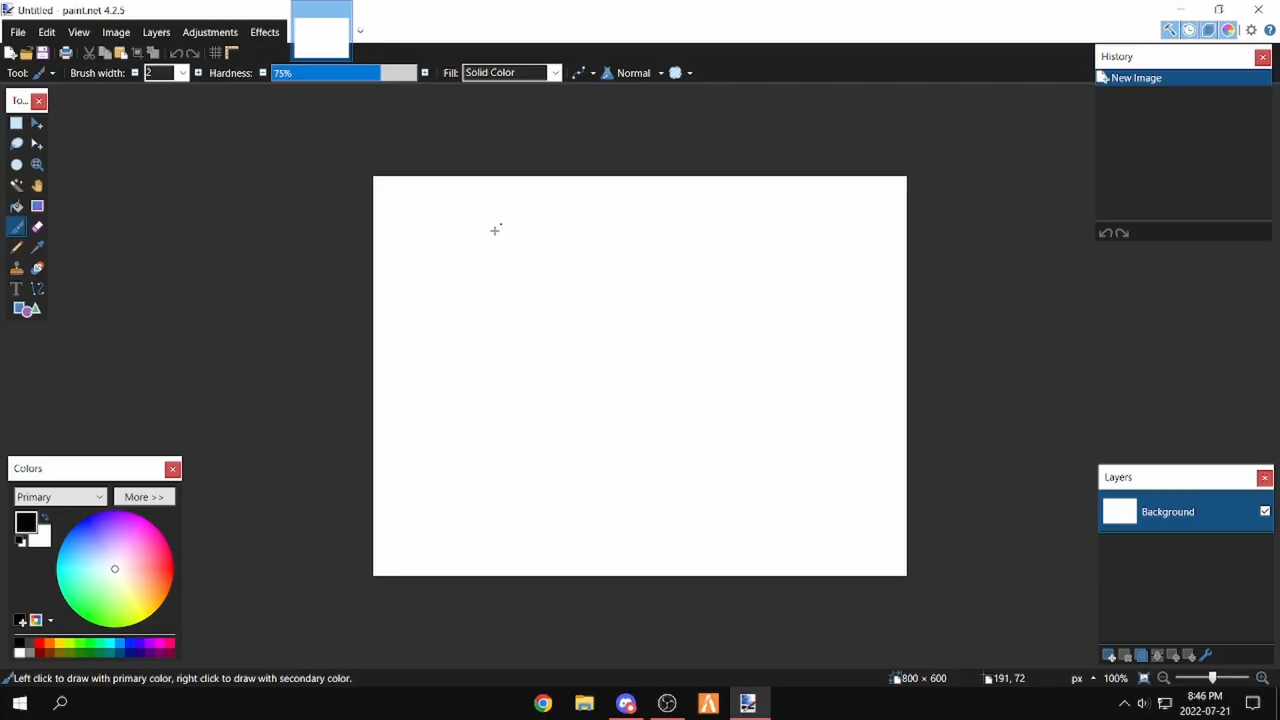 Untitled - paint.net 4.2.5
File Edit View Image Layers Adjustments Effects
Tool: Brush width: 2 Hardness: 75% Fill: Solid Color Normal
To...
History
New Image
Colors
Primary More >>
Layers
Background
Left click to draw with primary color, right click to draw with secondary color. 800 × 600 191, 72 px 100%
8:46 PM
2022-07-21